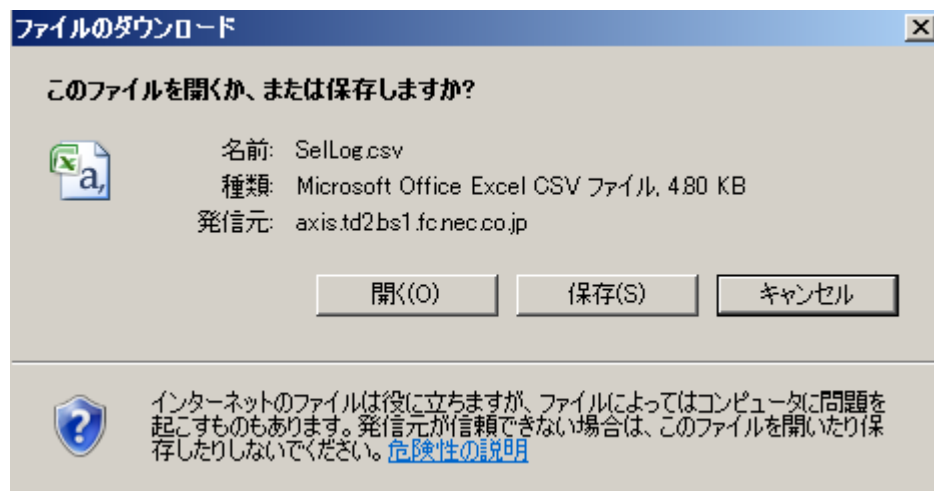 ファイルのダウンロード
このファイルを開くか、または保存しますか?
名前: SelLog.csv
種類: Microsoft Office Excel CSV ファイル, 4.80 KB
発信元: axis.td2.bs1.fc.nec.co.jp
開く(O) 保存(S) キャンセル
インターネットのファイルは役に立ちますが、ファイルによってはコンピュータに問題を
起こすものもあります。発信元が信頼できない場合は、このファイルを開いたり保
存したりしないでください。危険性の説明